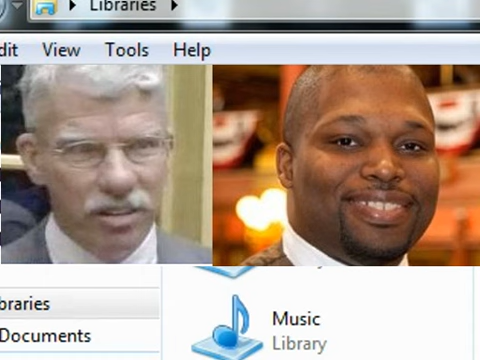 Libraries
dit View Tools Help
braries
Documents
Music
Library